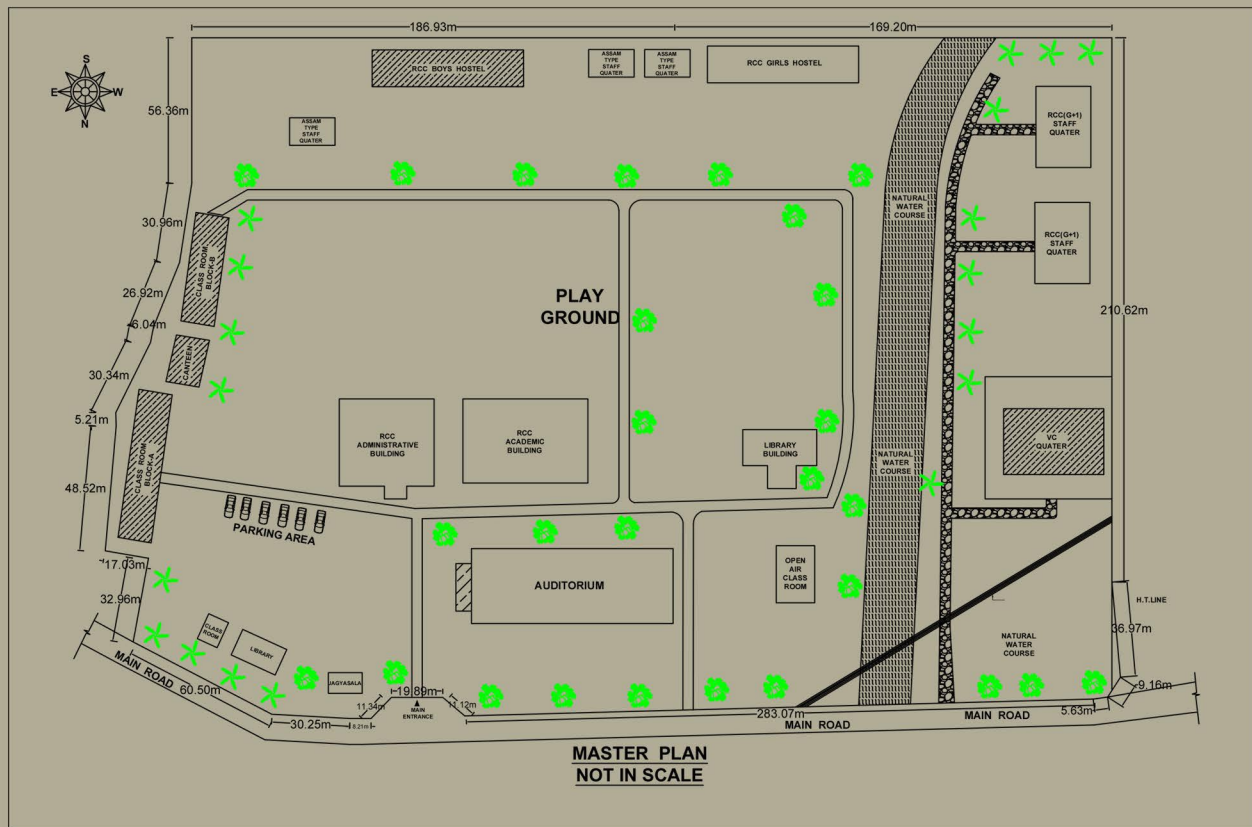 186.93m
169.20m
S
E
W
N
56.36m
RCC BOYS HOSTEL
ASSAM
TYPE
STAFF
QUATER
ASSAM
TYPE
STAFF
QUATER
RCC GIRLS HOSTEL
ASSAM
TYPE
STAFF
QUATER
RCC(G+1)
STAFF
QUATER
30.96m
NATURAL
WATER
COURSE
RCC(G+1)
STAFF
QUATER
CLASS ROOM
BLOCK-B
26.92m
6.04m
PLAY
GROUND
210.62m
CANTEEN
30.34m
5.21m
CLASS ROOM
BLOCK-A
RCC
ADMINISTRATIVE
BUILDING
RCC
ACADEMIC
BUILDING
LIBRARY
BUILDING
NATURAL
WATER
COURSE
VC
QUATER
48.52m
PARKING AREA
17.03m
AUDITORIUM
OPEN
AIR
CLASS
ROOM
32.96m
H.T.LINE
36.97m
CLASS
ROOM
LIBRARY
NATURAL
WATER
COURSE
MAIN ROAD
60.50m
JAGYASALA
11.34m
19.89m
MAIN
ENTRANCE
11.12m
9.16m
30.25m
6.21m
283.07m
MAIN ROAD
MAIN ROAD
5.63m
MASTER PLAN
NOT IN SCALE